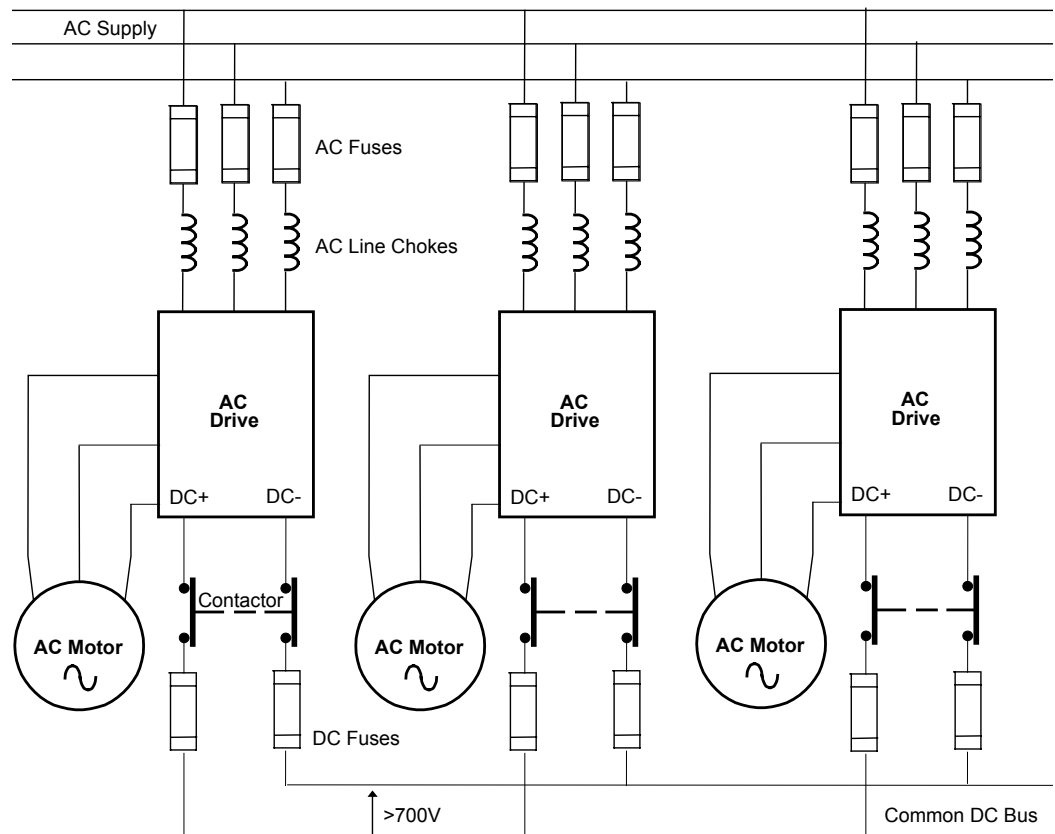 AC Supply
AC Fuses
AC Line Chokes
AC
Drive
AC
Drive
AC
Drive
DC+ DC-
DC+ DC-
DC+ DC-
Contactor
AC Motor
AC Motor
AC Motor
DC Fuses
>700V
Common DC Bus